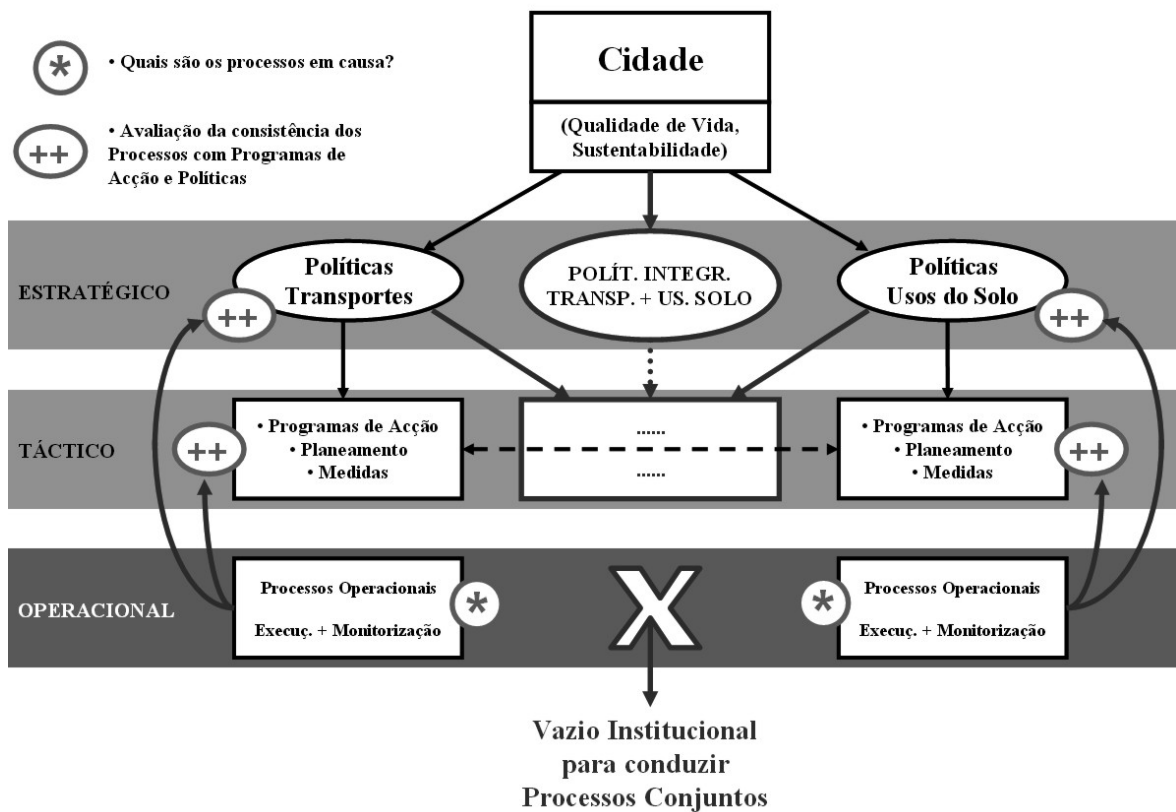 * • Quais são os processos em causa?
++ • Avaliação da consistência dos
Processos com Programas de
Acção e Políticas
Cidade
(Qualidade de Vida,
Sustentabilidade)
ESTRATÉGICO
Políticas
Transportes
++
POLÍT. INTEGR.
TRANSP. + US. SOLO
Políticas
Usos do Solo
++
TÁCTICO
++
• Programas de Acção
• Planeamento
• Medidas
......
......
• Programas de Acção
• Planeamento
• Medidas
++
OPERACIONAL
Processos Operacionais
Execuç. + Monitorização
*
X
*
Processos Operacionais
Execuç. + Monitorização
Vazio Institucional
para conduzir
Processos Conjuntos